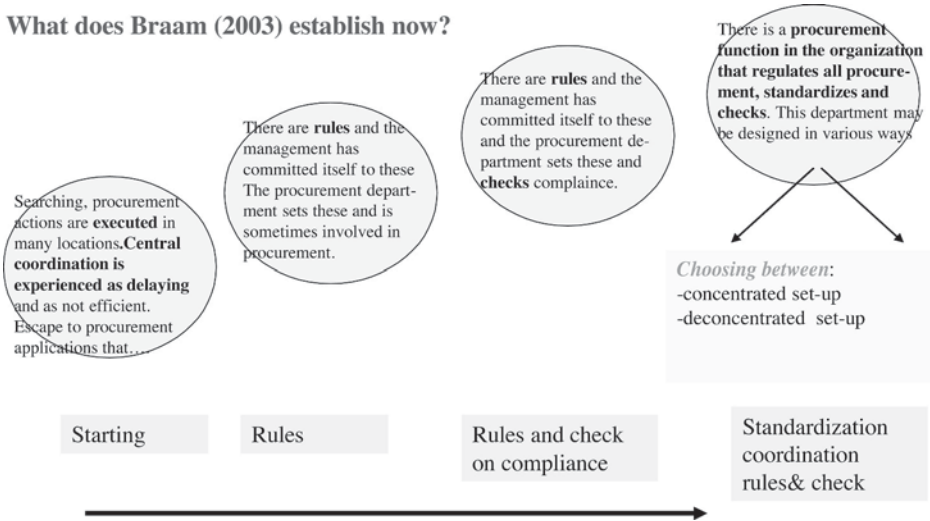 What does Braam (2003) establish now?
Searching, procurement
actions are executed in
many locations.Central
coordination is
experienced as delaying
and as not efficient.
Escape to procurement
applications that....
There are rules and the
management has
committed itself to these
The procurement depart-
ment sets these and is
sometimes involved in
procurement.
There are rules and the
management has
committed itself to these
and the procurement de-
partment sets these and
checks complaince.
There is a procurement
function in the organization
that regulates all procure-
ment, standardizes and
checks. This department may
be designed in various ways
Choosing between:
-concentrated set-up
-deconcentrated set-up
Starting
Rules
Rules and check
on compliance
Standardization
coordination
rules& check